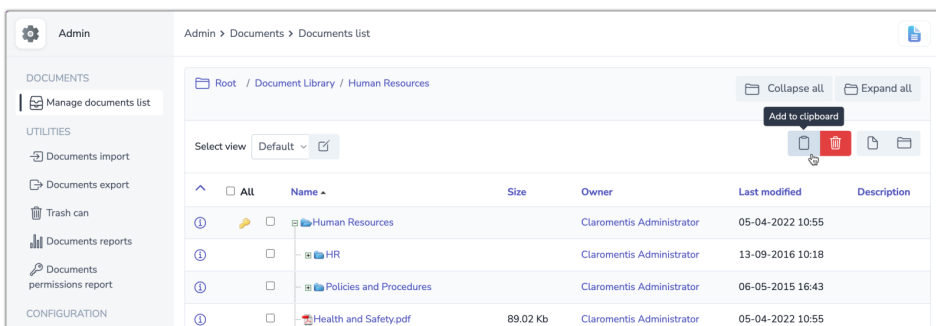 Admin
Admin > Documents > Documents list
DOCUMENTS
Manage documents list
UTILITIES
Documents import
Documents export
Trash can
Documents reports
Documents
permissions report
CONFIGURATION
Root / Document Library / Human Resources
Collapse all
Expand all
Add to clipboard
Select view Default
All Name Size Owner Last modified Description
Human Resources Claromentis Administrator 05-04-2022 10:55
HR Claromentis Administrator 13-09-2016 10:18
Policies and Procedures Claromentis Administrator 06-05-2015 16:43
Health and Safety.pdf 89.02 Kb Claromentis Administrator 05-04-2022 10:55